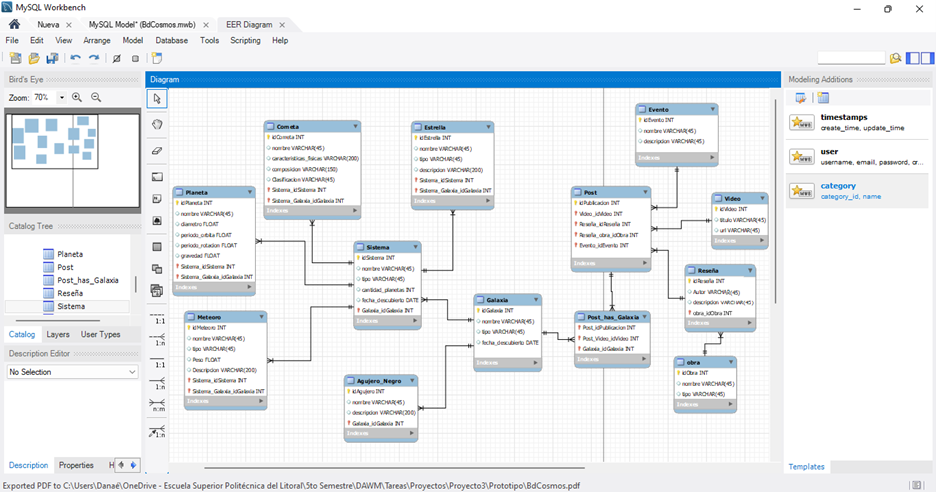 MySQL Workbench
Nueva
MySQL Model* (BdCosmos.mwb)
EER Diagram
File Edit View Arrange Model Database Tools Scripting Help
Bird's Eye
Zoom: 70%
Catalog Tree
Planeta
Post
Post_has_Galaxia
Reseña
Sistema
Catalog Layers User Types
Description Editor
No Selection
Description Properties H
Diagram
1:1
1:n
1:1
1:n
n:m
1:n
Cometa
idCometa INT
nombre VARCHAR(45)
características_físicas VARCHAR(200)
composicion VARCHAR(150)
Clasificacion VARCHAR(45)
Sistema_idSistema INT
Sistema_Galaxia_idGalaxia INT
Indexes
Estrella
idEstrella INT
nombre VARCHAR(45)
tipo VARCHAR(45)
descripcion VARCHAR(200)
Sistema_idSistema INT
Sistema_Galaxia_idGalaxia INT
Indexes
Evento
idEvento INT
nombre VARCHAR(45)
descripcion VARCHAR(45)
Indexes
Planeta
idPlaneta INT
nombre VARCHAR(45)
diametro FLOAT
periodo_orbita FLOAT
periodo_rotacion FLOAT
gravedad FLOAT
Sistema_idSistema INT
Sistema_Galaxia_idGalaxia INT
Indexes
Post
idPublicacion INT
Video_idVideo INT
Reseña_idReseña INT
Reseña_obra_idObra INT
Evento_idEvento INT
Indexes
Video
idVideo INT
titulo VARCHAR(45)
url VARCHAR(45)
Indexes
Sistema
idSistema INT
nombre VARCHAR(45)
tipo VARCHAR(45)
cantidad_planetas INT
fecha_descubierto DATE
Galaxia_idGalaxia INT
Indexes
Reseña
idReseña INT
Autor VARCHAR(45)
descripcion VARCHAR(45)
obra_idObra INT
Indexes
Galaxia
idGalaxia INT
nombre VARCHAR(45)
tipo VARCHAR(45)
fecha_descubierto DATE
Indexes
Meteoro
idMeteoro INT
nombre VARCHAR(45)
tipo VARCHAR(45)
Peso FLOAT
Descripcion VARCHAR(200)
Sistema_idSistema INT
Sistema_Galaxia_idGalaxia INT
Indexes
Post_has_Galaxia
Post_idPublicacion INT
Post_Video_idVideo INT
Galaxia_idGalaxia INT
Indexes
obra
idObra INT
nombre VARCHAR(45)
tipo VARCHAR(45)
Indexes
Agujero_Negro
idAgujero INT
nombre VARCHAR(45)
descripcion VARCHAR(200)
Galaxia_idGalaxia INT
Indexes
Modeling Additions
timestamps
create_time, update_time
user
username, email, password, cr...
category
category_id, name
Templates
Exported PDF to C:\Users\Danaé\OneDrive - Escuela Superior Politécnica del Litoral\5to Semestre\DAWM\Tareas\Proyectos\Proyecto3\Prototipo\BdCosmos.pdf